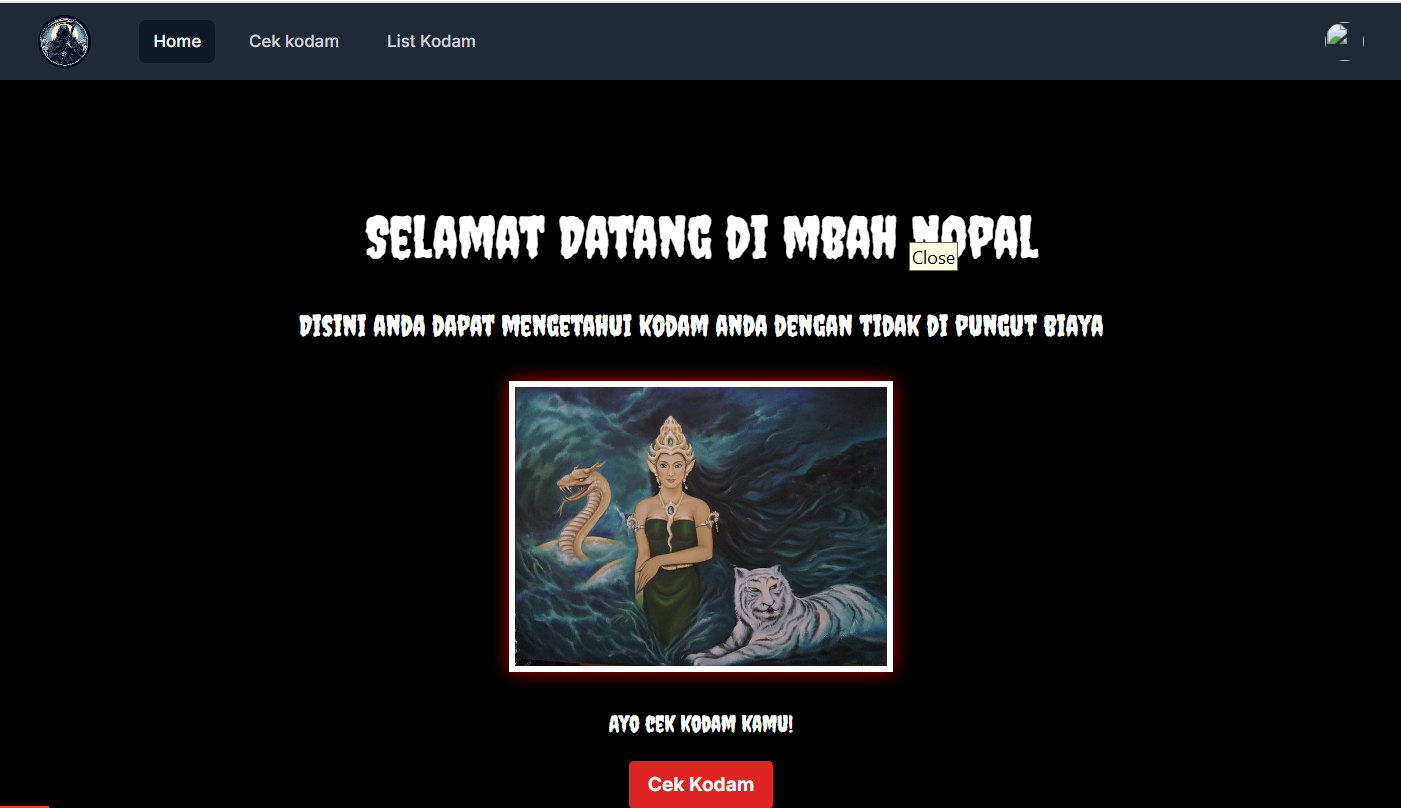 Home Cek kodam List Kodam
SELAMAT DATANG DI MBAH NOPAL
Close
DISINI ANDA DAPAT MENGETAHUI KODAM ANDA DENGAN TIDAK DI PUNGUT BIAYA
AYO CEK KODAM KAMU!
Cek Kodam